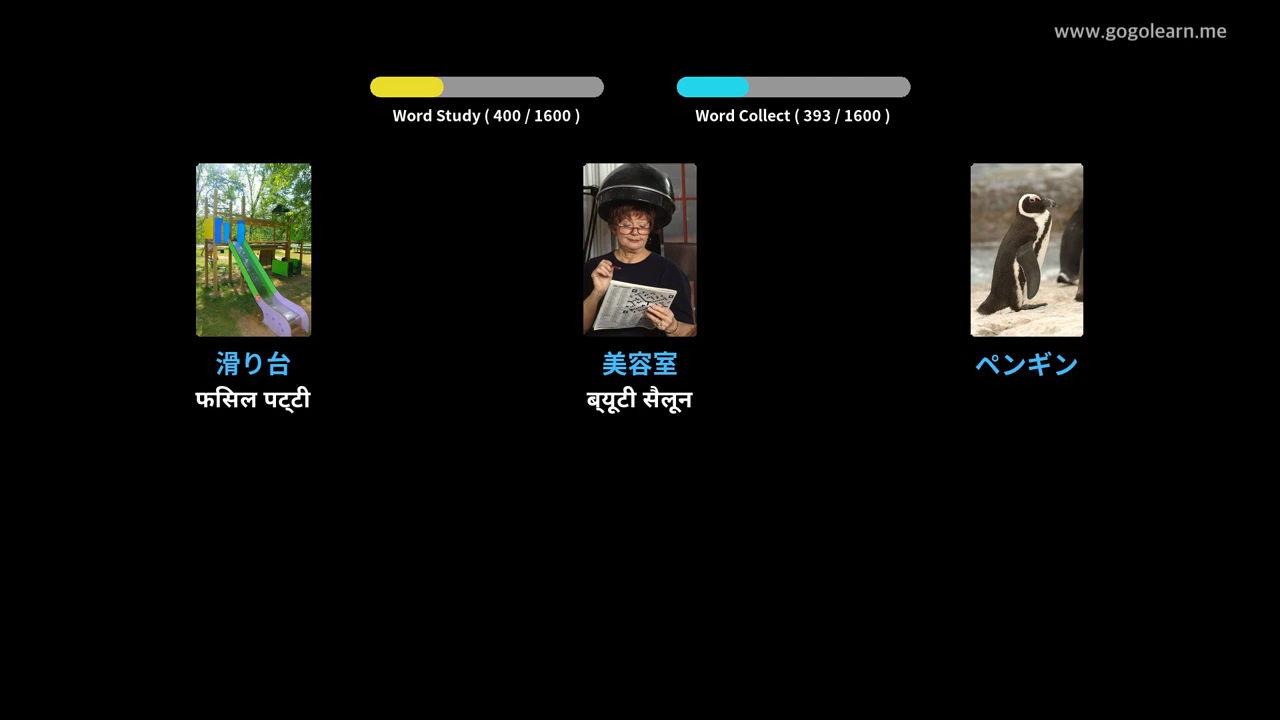 www.gogolearn.me
Word Study ( 400 / 1600 )
Word Collect ( 393 / 1600 )
滑り台
美容室
ペンギン
फसिल पट्टी
ब्यूटी सैलून